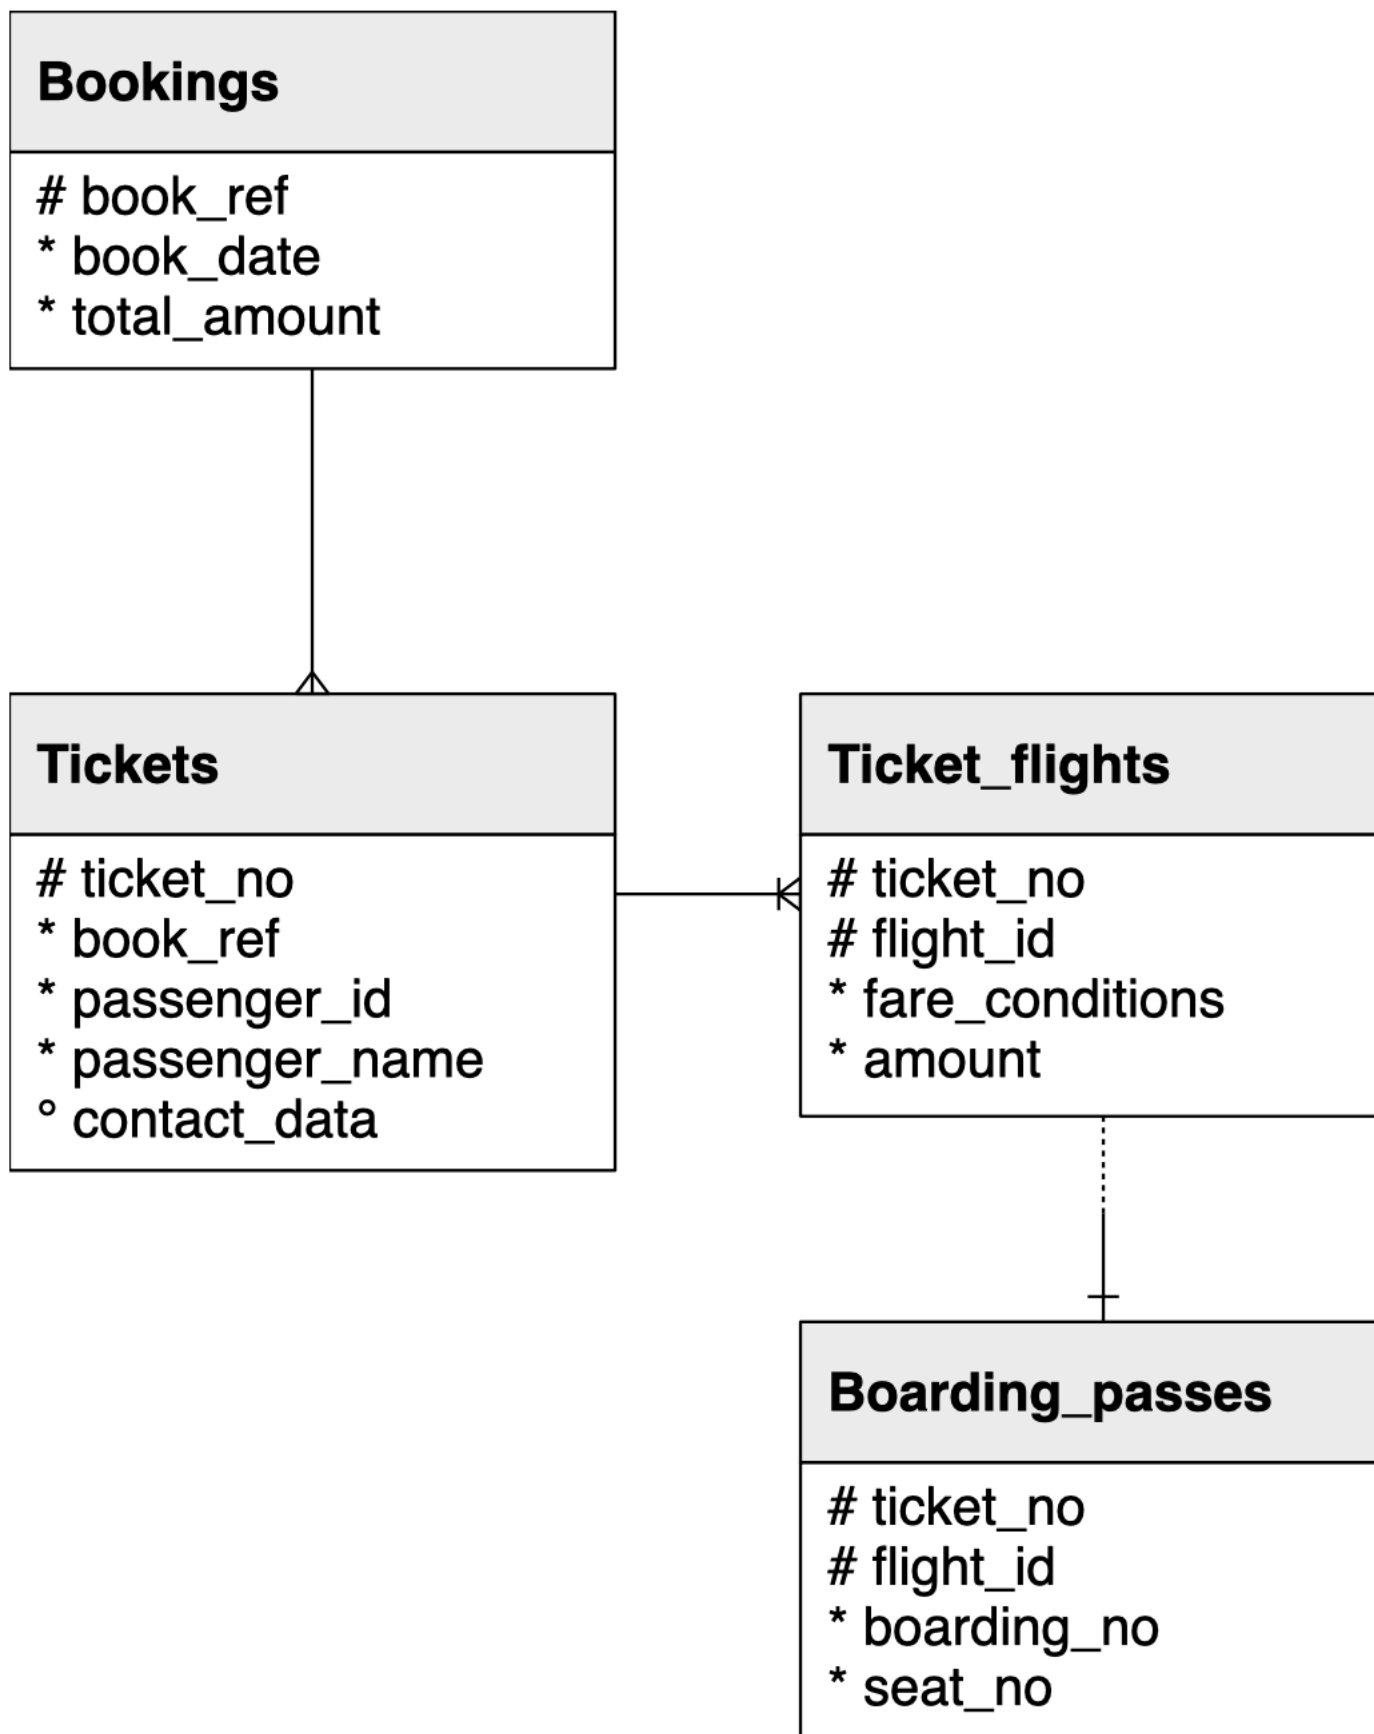 Bookings
# book_ref
* book_date
* total_amount
Tickets
# ticket_no
* book_ref
* passenger_id
* passenger_name
° contact_data
Ticket_flights
# ticket_no
# flight_id
* fare_conditions
* amount
Boarding_passes
# ticket_no
# flight_id
* boarding_no
* seat_no